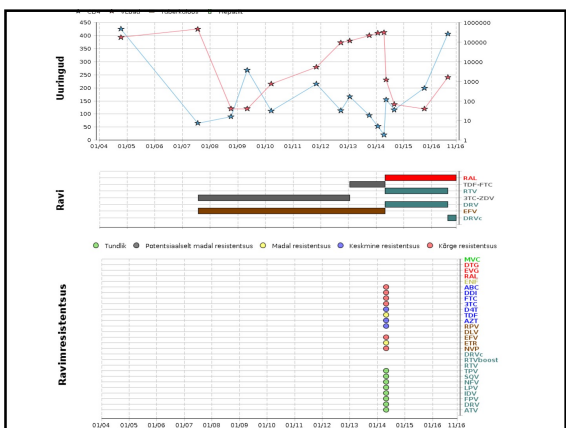 450
400
350
300
250
200
150
100
50
0
Uuringud
1000000
100000
10000
1000
100
10
1
01/04 01/05 01/06 01/07 01/08 01/09 01/10 01/11 01/12 01/13 01/14 01/15 01/16 11/16
Ravi
RAL
TDF-FTC
RTV
3TC-ZDV
DRV
EFV
DRVc
Tundlik Potentsiaalselt madal resistentsus Madal resistentsus Keskmine resistentsus Kõrge resistentsus
Ravimresistentsus
MVC
DTG
EVG
RAL
ENF
ABC
DDI
FTC
3TC
D4T
TDF
AZT
RPV
DLV
EFV
ETR
NVP
DRVc
RTVboost
RTV
TPV
SQV
NFV
LPV
IDV
FPV
DRV
ATV
01/04 01/05 01/06 01/07 01/08 01/09 01/10 01/11 01/12 01/13 01/14 01/15 01/16 11/16